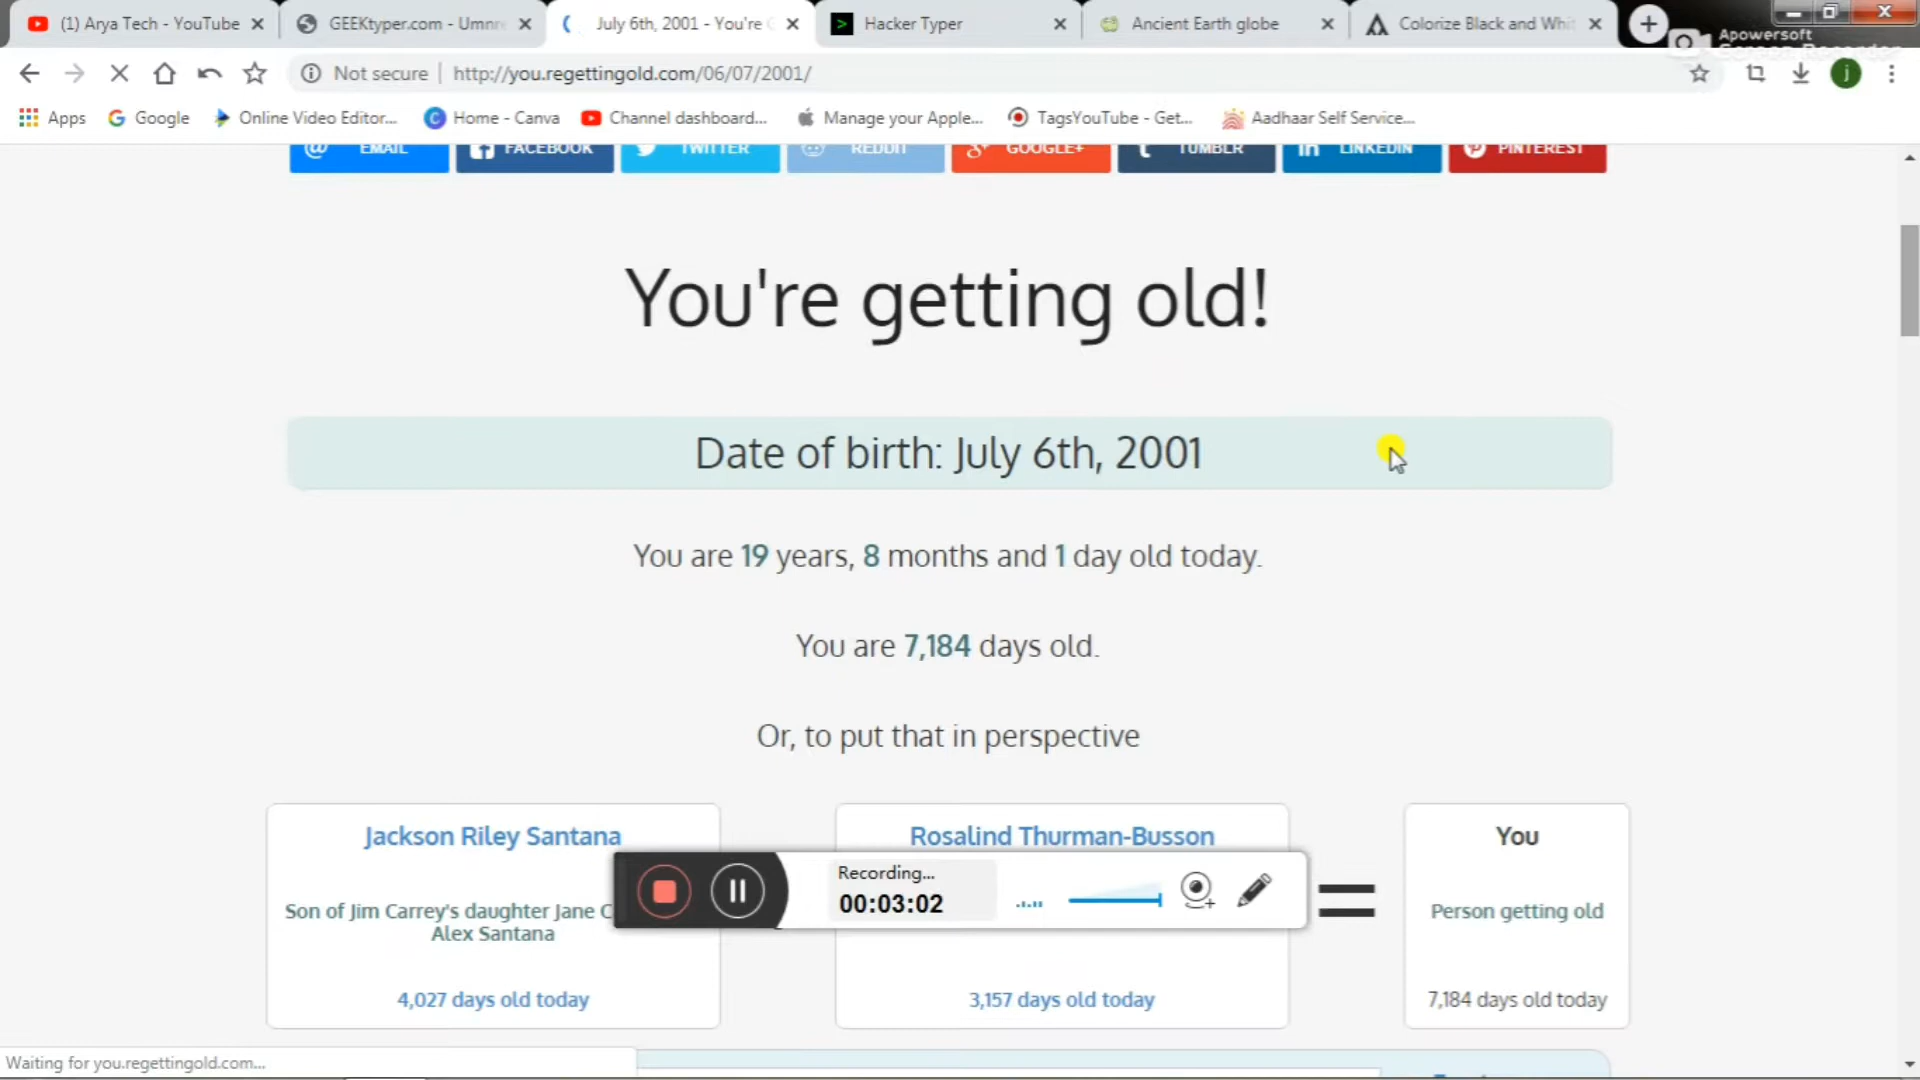 (1) Arya Tech - YouTube
GEEKtyper.com - Umnre
July 6th, 2001 - You're G
Hacker Typer
Ancient Earth globe
Colorize Black and Whit
Apowersoft
Screen Recorder
Not secure
http://you.regettingold.com/06/07/2001/
j
Apps
Google
Online Video Editor...
Home - Canva
Channel dashboard...
Manage your Apple...
TagsYouTube - Get...
Aadhaar Self Service...
EMAIL
FACEBOOK
TWITTER
REDDIT
GOOGLE+
TUMBLR
LINKEDIN
PINTEREST
You're getting old!
Date of birth: July 6th, 2001
You are 19 years, 8 months and 1 day old today.
You are 7,184 days old.
Or, to put that in perspective
Jackson Riley Santana
Rosalind Thurman-Busson
You
Recording...
00:03:02
=
Son of Jim Carrey's daughter Jane C
Alex Santana
Person getting old
4,027 days old today
3,157 days old today
7,184 days old today
Waiting for you.regettingold.com...